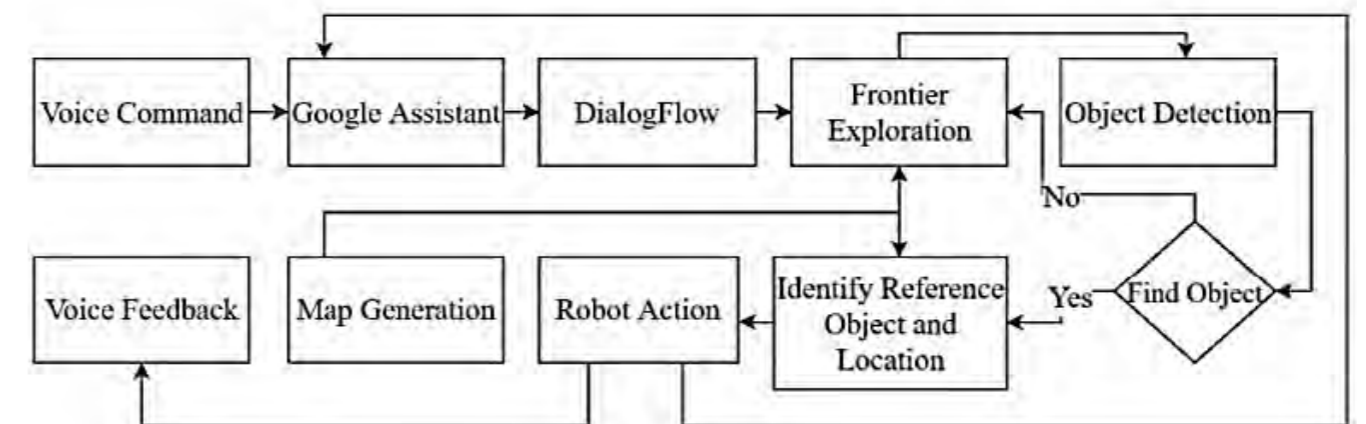 Voice Command
Google Assistant
DialogFlow
Frontier
Exploration
Object Detection
No
Voice Feedback
Map Generation
Robot Action
Identify Reference
Object and
Location
Yes
Find Object